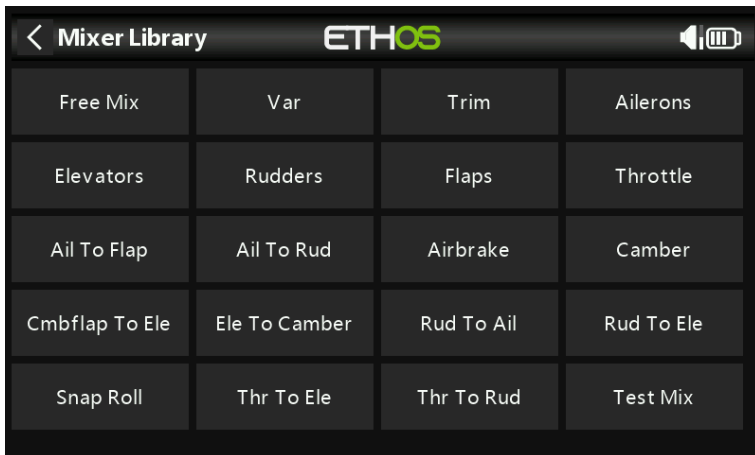 Mixer Library ETHOS
Free Mix Var Trim Ailerons
Elevators Rudders Flaps Throttle
Ail To Flap Ail To Rud Airbrake Camber
Cmbflap To Ele Ele To Camber Rud To Ail Rud To Ele
Snap Roll Thr To Ele Thr To Rud Test Mix